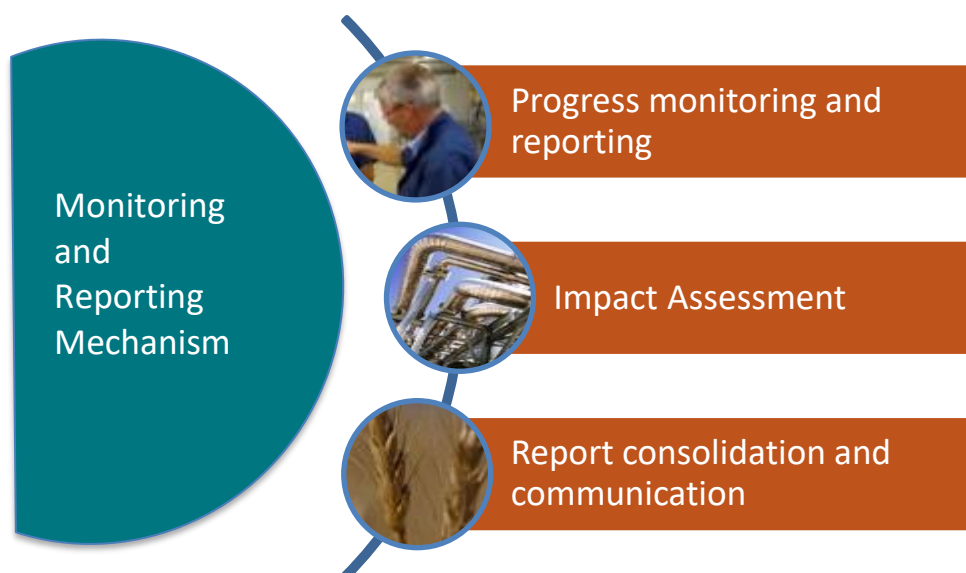 Monitoring
and
Reporting
Mechanism
Progress monitoring and
reporting
Impact Assessment
Report consolidation and
communication